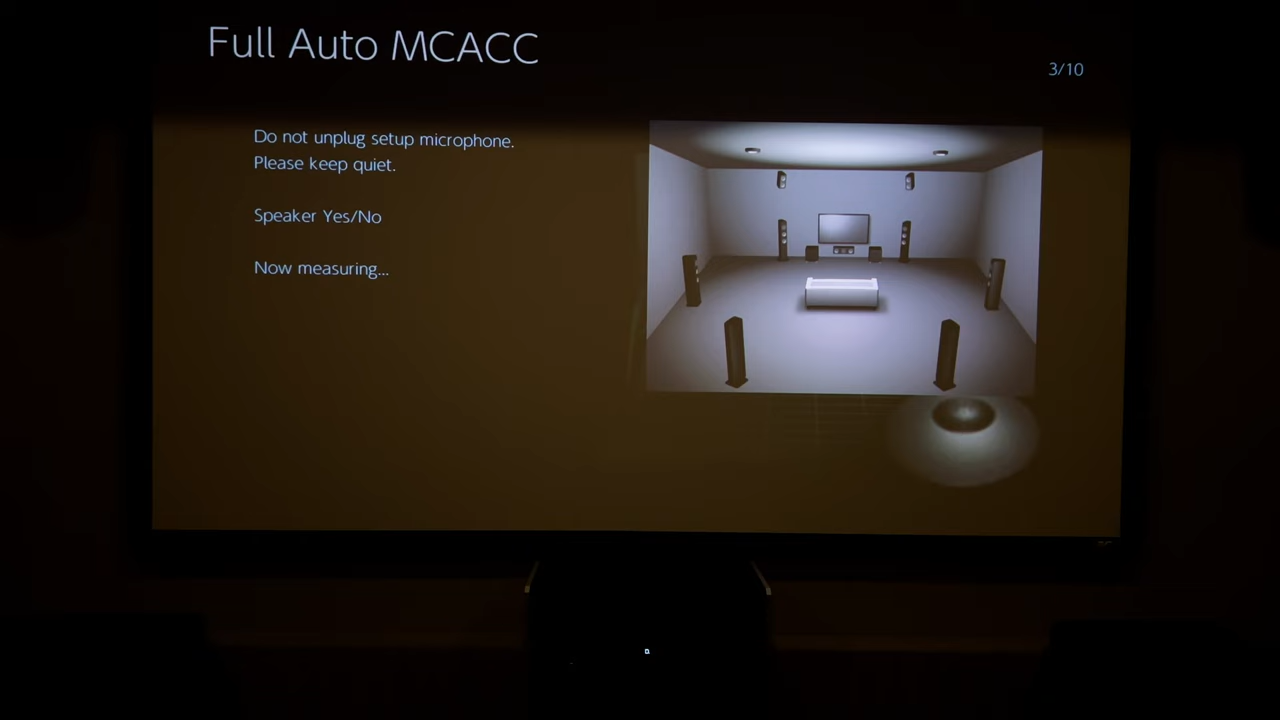 Full Auto MCACC
3/10
Do not unplug setup microphone.
Please keep quiet.
Speaker Yes/No
Now measuring...